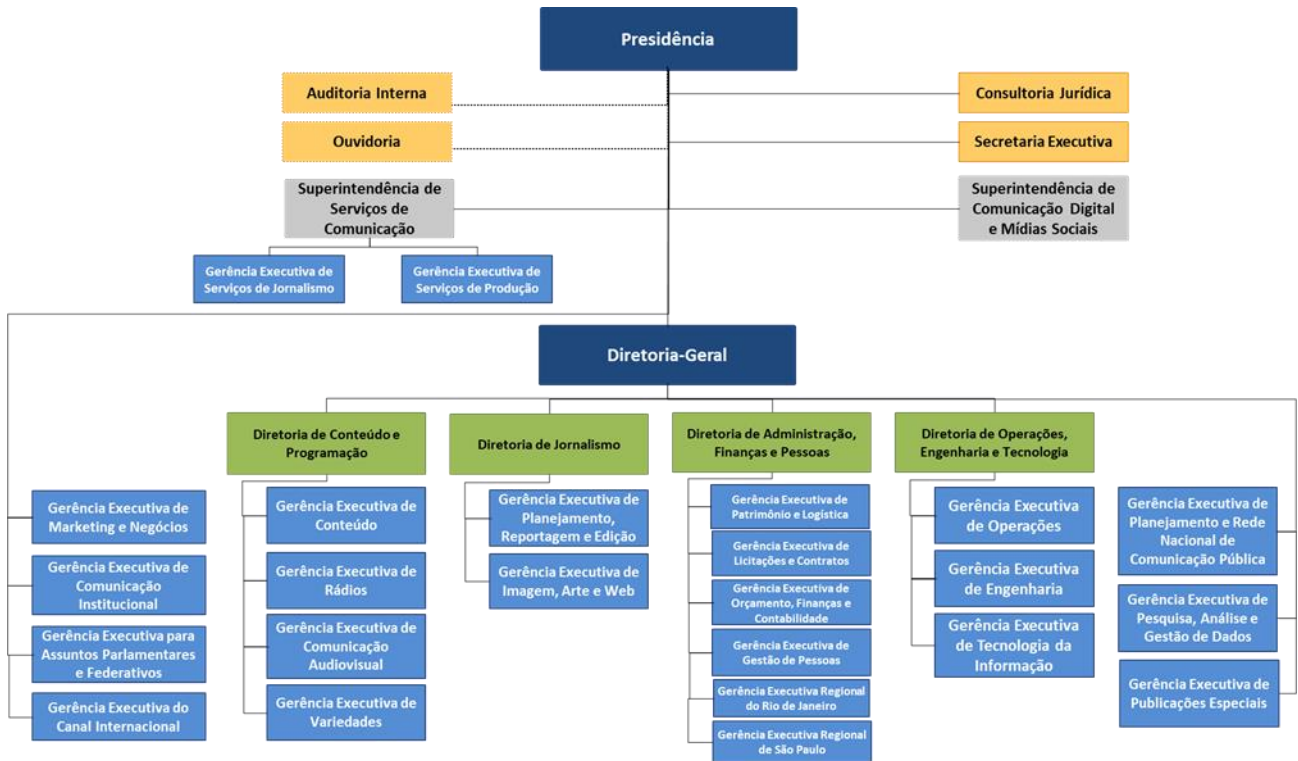 Presidência
Auditoria Interna
Consultoria Jurídica
Ouvidoria
Secretaria Executiva
Superintendência de
Serviços de
Comunicação
Superintendência de
Comunicação Digital
e Mídias Sociais
Gerência Executiva de
Serviços de Jornalismo
Gerência Executiva de
Serviços de Produção
Diretoria-Geral
Diretoria de Conteúdo e
Programação
Diretoria de Jornalismo
Diretoria de Administração,
Finanças e Pessoas
Diretoria de Operações,
Engenharia e Tecnologia
Gerência Executiva de
Marketing e Negócios
Gerência Executiva de
Comunicação
Institucional
Gerência Executiva para
Assuntos Parlamentares
e Federativos
Gerência Executiva do
Canal Internacional
Gerência Executiva de
Conteúdo
Gerência Executiva de
Rádios
Gerência Executiva de
Comunicação
Audiovisual
Gerência Executiva de
Variedades
Gerência Executiva de
Planejamento,
Reportagem e Edição
Gerência Executiva de
Imagem, Arte e Web
Gerência Executiva de
Patrimônio e Logística
Gerência Executiva de
Licitações e Contratos
Gerência Executiva de
Orçamento, Finanças e
Contabilidade
Gerência Executiva de
Gestão de Pessoas
Gerência Executiva Regional
do Rio de Janeiro
Gerência Executiva Regional
de São Paulo
Gerência Executiva
de Operações
Gerência Executiva
de Engenharia
Gerência Executiva
de Tecnologia da
Informação
Gerência Executiva de
Planejamento e Rede
Nacional de
Comunicação Pública
Gerência Executiva de
Pesquisa, Análise e
Gestão de Dados
Gerência Executiva de
Publicações Especiais